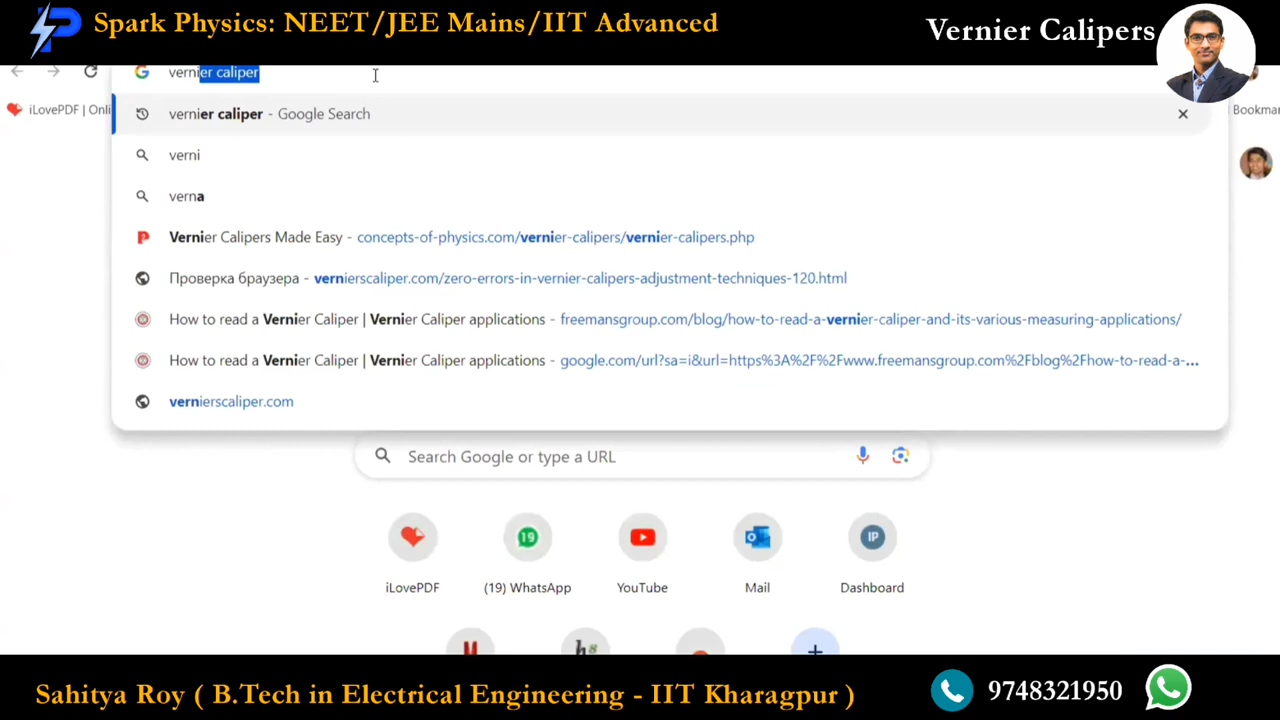 Spark Physics: NEET/JEE Mains/IIT Advanced
Vernier Calipers
vernier caliper
iLovePDF | Onli
Bookmar
vernier caliper - Google Search
verni
verna
Vernier Calipers Made Easy - concepts-of-physics.com/vernier-calipers/vernier-calipers.php
Проверка браузера - vernierscaliper.com/zero-errors-in-vernier-calipers-adjustment-techniques-120.html
How to read a Vernier Caliper | Vernier Caliper applications - freemansgroup.com/blog/how-to-read-a-vernier-caliper-and-its-various-measuring-applications/
How to read a Vernier Caliper | Vernier Caliper applications - google.com/url?sa=i&url=https%3A%2F%2Fwww.freemansgroup.com%2Fblog%2Fhow-to-read-a-...
vernierscaliper.com
Search Google or type a URL
19
IP
iLovePDF
(19) WhatsApp
YouTube
Mail
Dashboard
Sahitya Roy ( B.Tech in Electrical Engineering - IIT Kharagpur )
9748321950